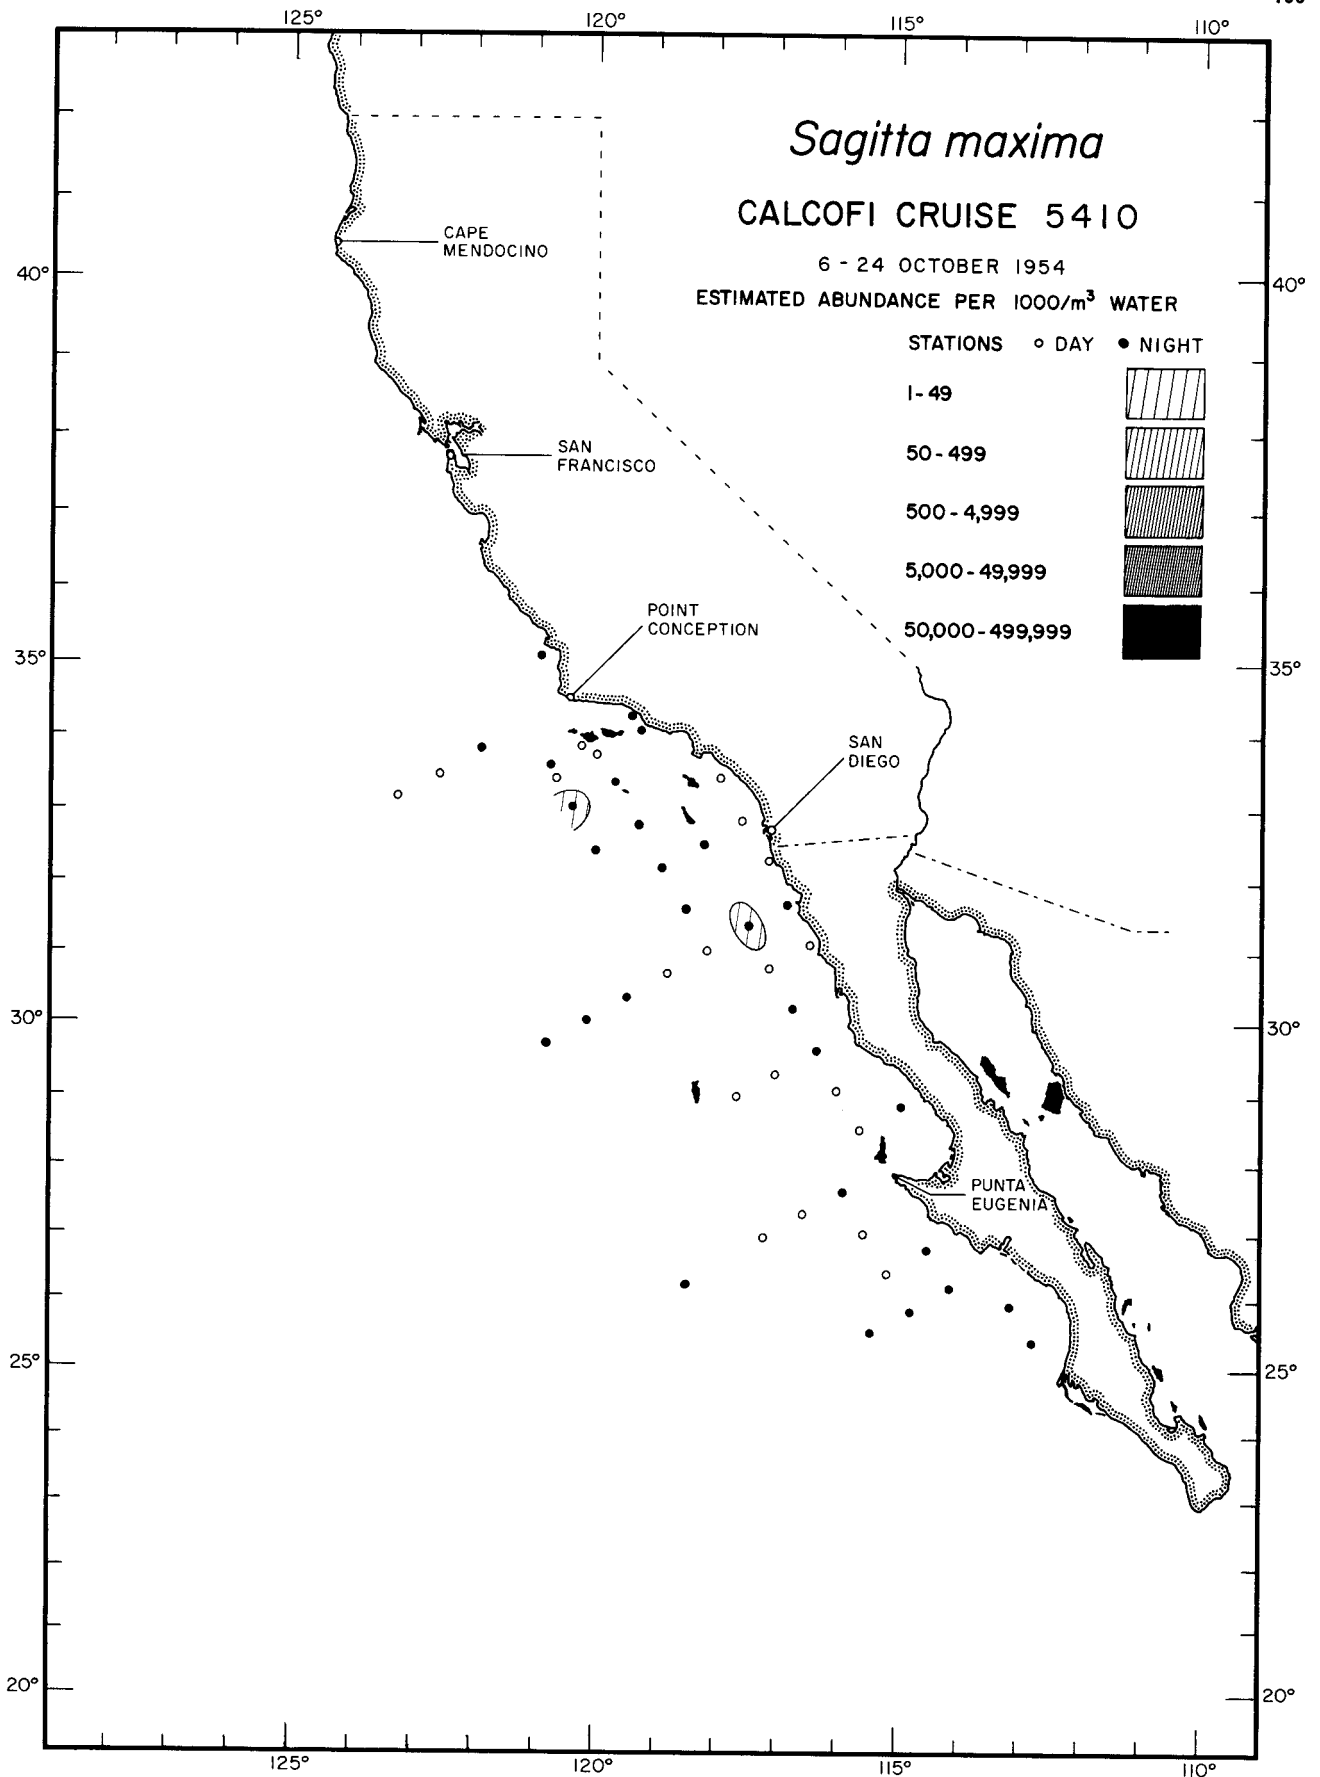 125° 120° 115° 110°
Sagitta maxima
CALCOFI CRUISE 5410
6 - 24 OCTOBER 1954
ESTIMATED ABUNDANCE PER 1000/m³ WATER
STATIONS ○ DAY ● NIGHT
1 - 49
50 - 499
500 - 4,999
5,000 - 49,999
50,000 - 499,999
CAPE
MENDOCINO
40° 40°
SAN
FRANCISCO
POINT
CONCEPTION
35° 35°
SAN
DIEGO
30° 30°
PUNTA
EUGENIA
25° 25°
20° 20°
125° 120° 115° 110°